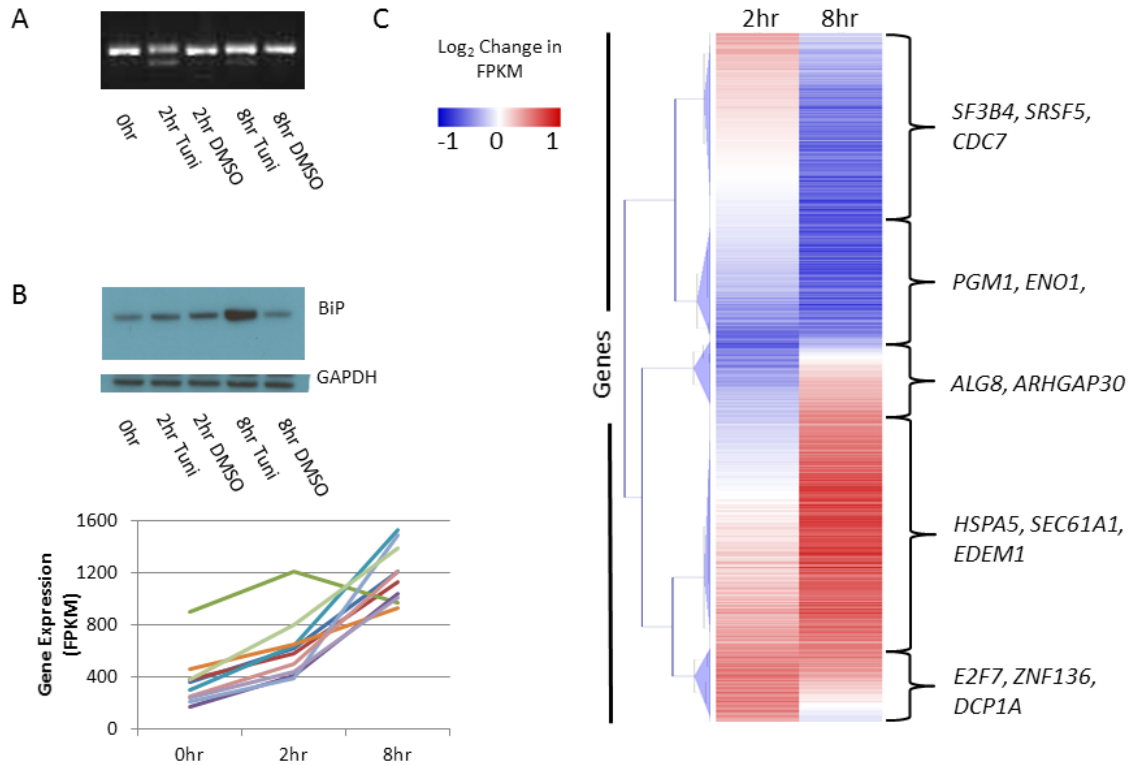 A
0hr
2hr Tuni
2hr DMSO
8hr Tuni
8hr DMSO
B
BiP
GAPDH
0hr
2hr Tuni
2hr DMSO
8hr Tuni
8hr DMSO
Gene Expression
(FPKM)
1600
1200
800
400
0
0hr
2hr
8hr
C
Log₂ Change in
FPKM
-1
0
1
2hr
8hr
Genes
SF3B4, SRSF5,
CDC7
PGM1, ENO1,
ALG8, ARHGAP30
HSPA5, SEC61A1,
EDEM1
E2F7, ZNF136,
DCP1A